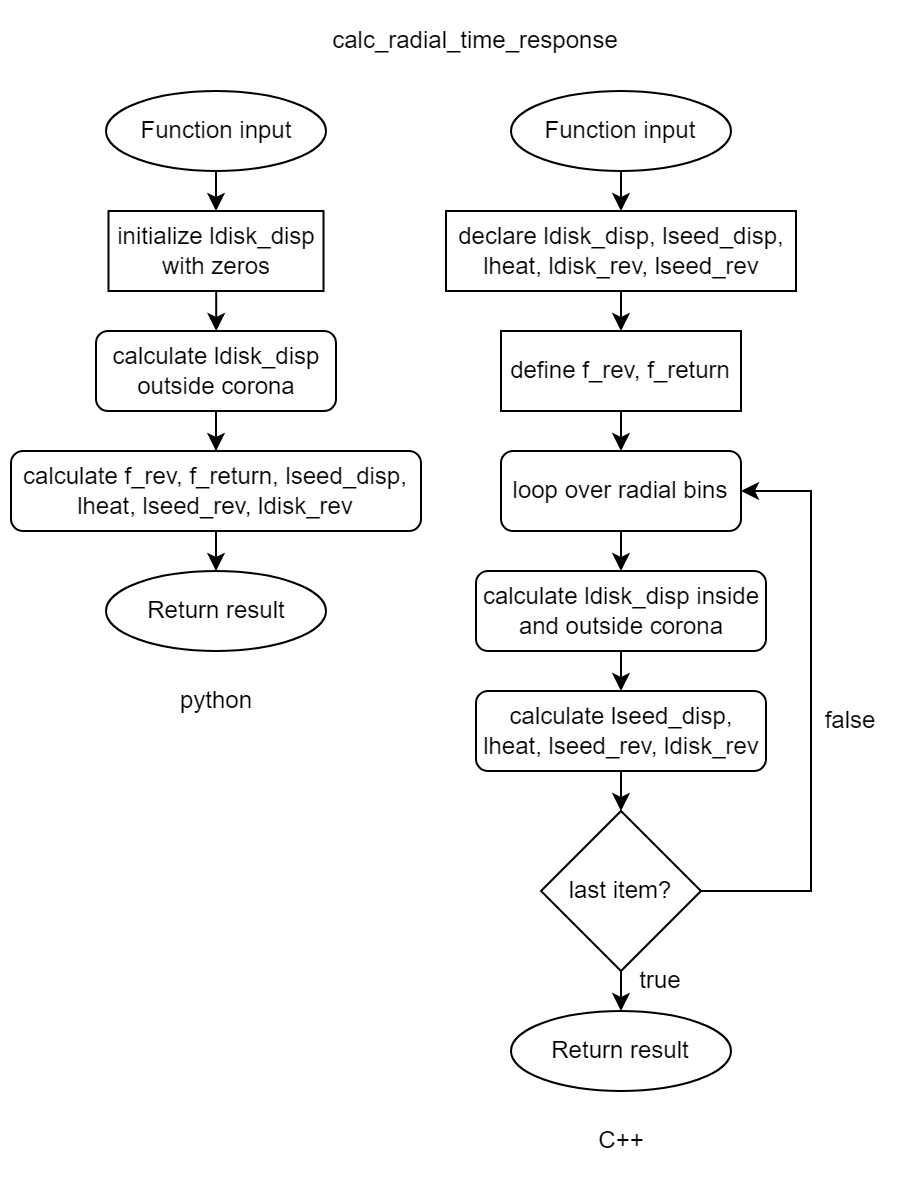 calc_radial_time_response
Function input
initialize ldisk_disp
with zeros
calculate ldisk_disp
outside corona
calculate f_rev, f_return, lseed_disp,
lheat, lseed_rev, ldisk_rev
Return result
python
Function input
declare ldisk_disp, lseed_disp,
lheat, ldisk_rev, lseed_rev
define f_rev, f_return
loop over radial bins
calculate ldisk_disp inside
and outside corona
calculate lseed_disp,
lheat, lseed_rev, ldisk_rev
false
last item?
true
Return result
C++